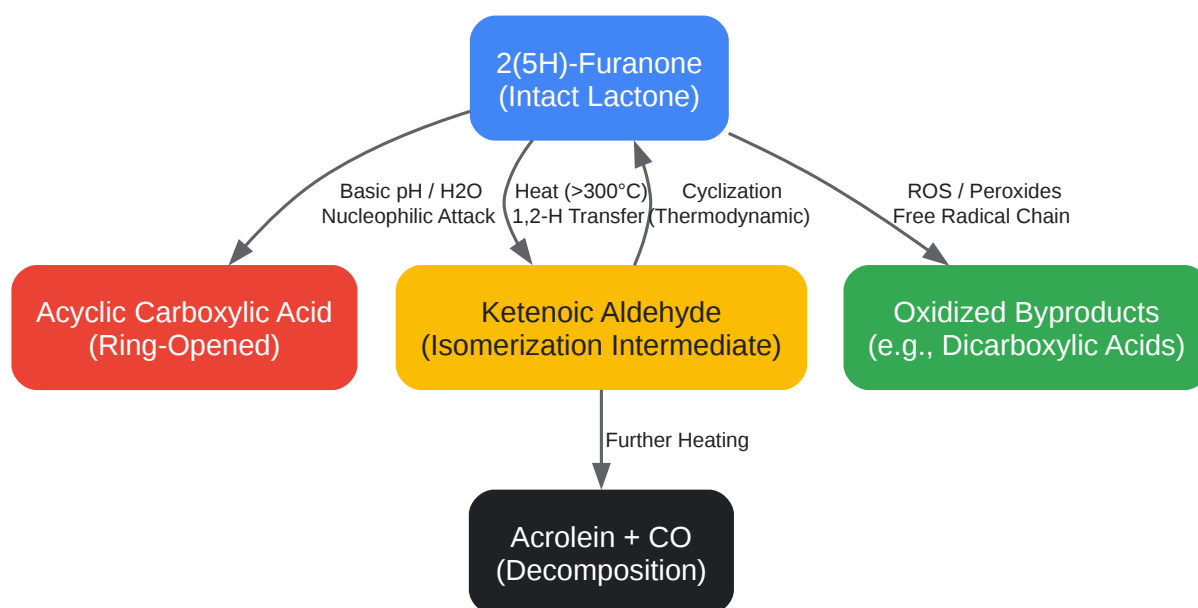 2(5H)-Furanone
(Intact Lactone)
Basic pH / H2O
Nucleophilic Attack
Heat (>300°C)
1,2-H Transfer
Cyclization
(Thermodynamic)
ROS / Peroxides
Free Radical Chain
Acyclic Carboxylic Acid
(Ring-Opened)
Ketenoic Aldehyde
(Isomerization Intermediate)
Oxidized Byproducts
(e.g., Dicarboxylic Acids)
Further Heating
Acrolein + CO
(Decomposition)